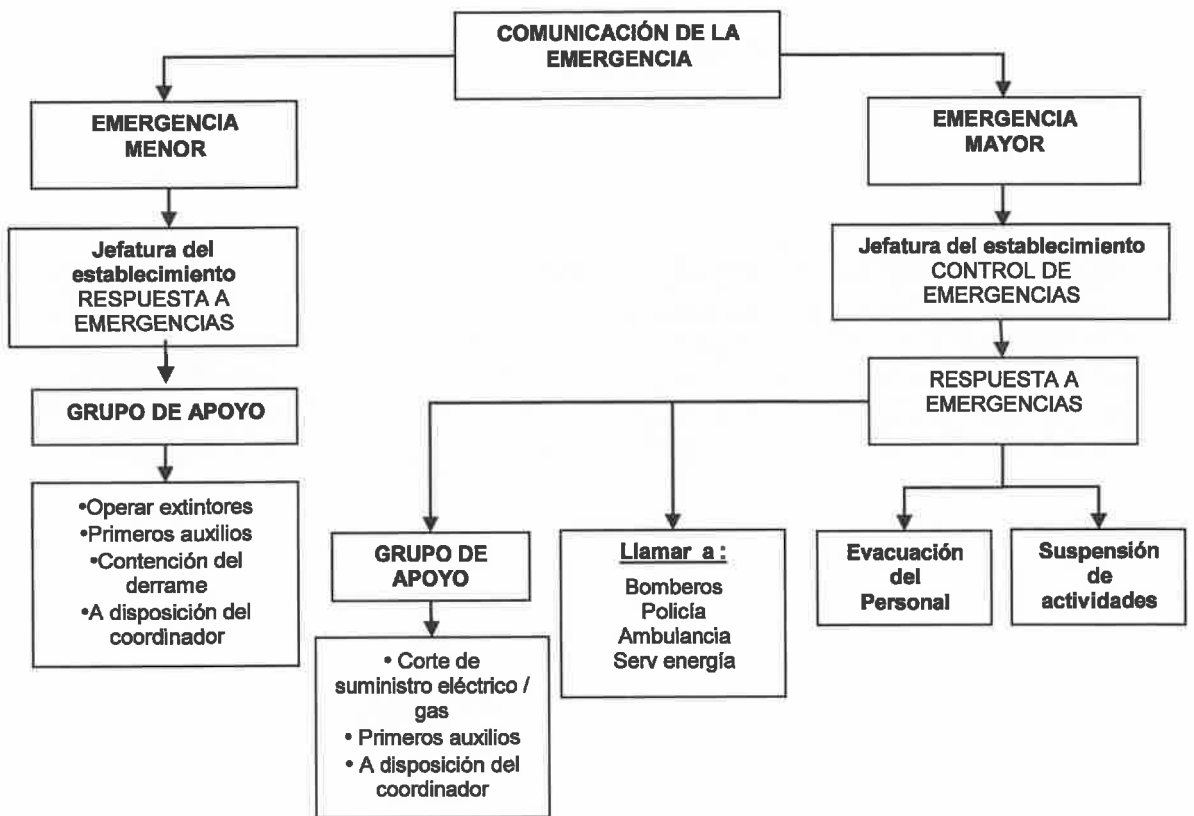 COMUNICACIÓN DE LA
EMERGENCIA
EMERGENCIA
MENOR
EMERGENCIA
MAYOR
Jefatura del
establecimiento
RESPUESTA A
EMERGENCIAS
Jefatura del establecimiento
CONTROL DE
EMERGENCIAS
GRUPO DE APOYO
RESPUESTA A
EMERGENCIAS
•Operar extintores
•Primeros auxilios
•Contención del
derrame
•A disposición del
coordinador
GRUPO DE
APOYO
Llamar a :
Bomberos
Policía
Ambulancia
Serv energía
Evacuación
del
Personal
Suspensión
de
actividades
• Corte de
suministro eléctrico /
gas
• Primeros auxilios
• A disposición del
coordinador